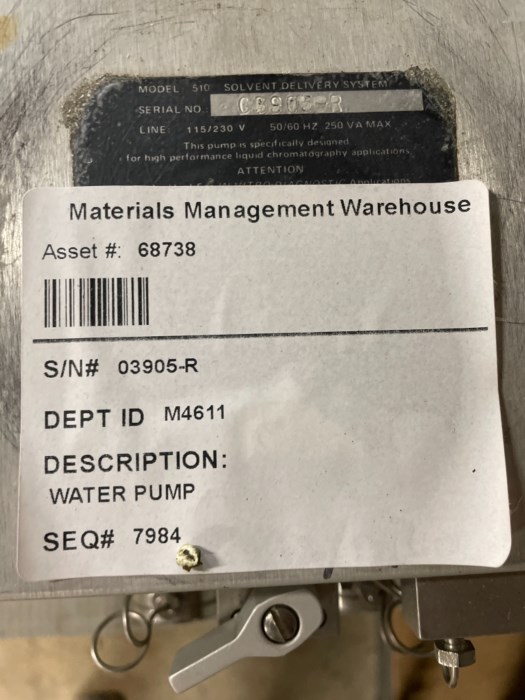 MODEL 510 SOLVENT DELIVERY SYSTEM
SERIAL NO.
LINE: 115/230 V 50/60 HZ 250 VA MAX
This pump is specifically designed
for high performance liquid chromatography applications
ATTENTION
DIAGNOSTIC Applications
Materials Management Warehouse
Asset #: 68738
S/N# 03905-R
DEPT ID M4611
DESCRIPTION:
WATER PUMP
SEQ# 7984